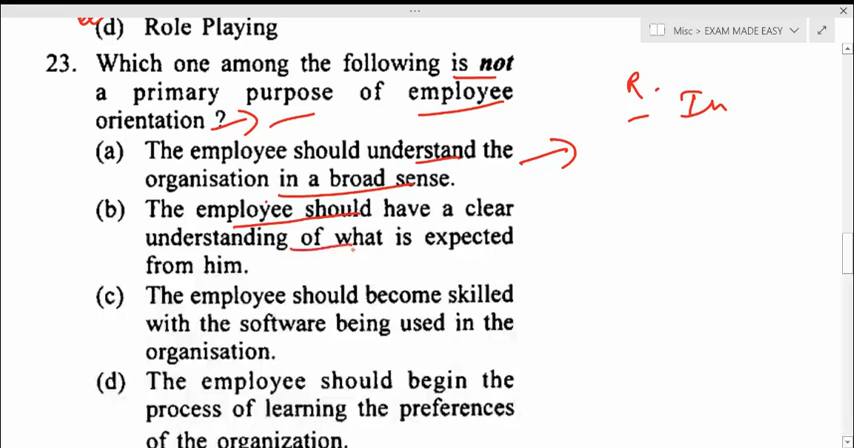 (d) Role Playing
Misc > EXAM MADE EASY
23. Which one among the following is not
a primary purpose of employee
orientation ?
R. In
(a) The employee should understand the
organisation in a broad sense.
(b) The employee should have a clear
understanding of what is expected
from him.
(c) The employee should become skilled
with the software being used in the
organisation.
(d) The employee should begin the
process of learning the preferences
of the organization.